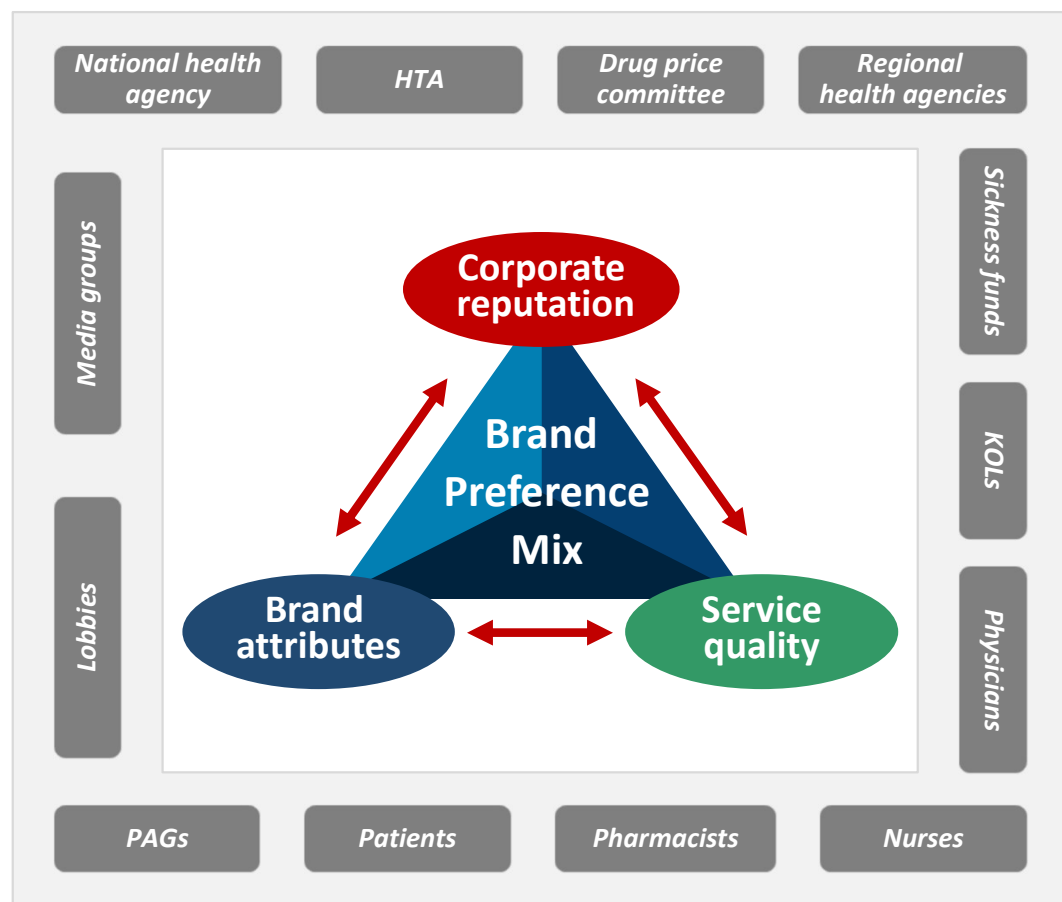 National health
agency
HTA
Drug price
committee
Regional
health agencies
Media groups
Lobbies
Corporate
reputation
Brand
Preference
Mix
Brand
attributes
Service
quality
Sickness funds
KOLs
Physicians
PAGs
Patients
Pharmacists
Nurses